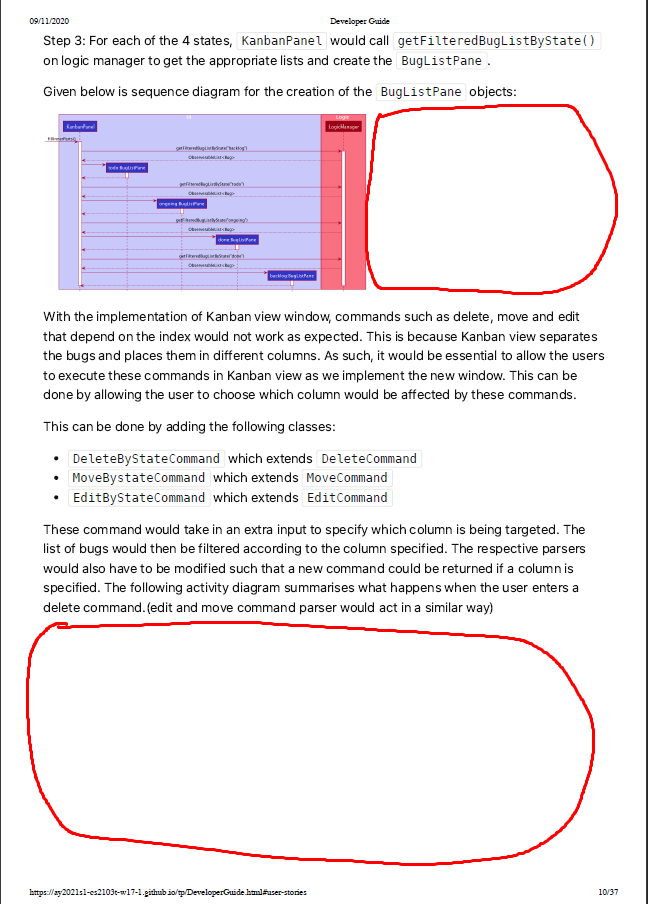 09/11/2020 Developer Guide
Step 3: For each of the 4 states, KanbanPanel would call getFilteredBugListByState()
on logic manager to get the appropriate lists and create the BugListPane .
Given below is sequence diagram for the creation of the BugListPane objects:
UI Logic
KanbanPanel LogicManager
getFilteredBugListByState("backlog")
ObserverableList<Bug>
todo:BugListPane
getFilteredBugListByState("todo")
ObserverableList<Bug>
ongoing:BugListPane
getFilteredBugListByState("ongoing")
ObserverableList<Bug>
done:BugListPane
ObserverableList<Bug>
backlog:BugListPane
With the implementation of Kanban view window, commands such as delete, move and edit
that depend on the index would not work as expected. This is because Kanban view separates
the bugs and places them in different columns. As such, it would be essential to allow the users
to execute these commands in Kanban view as we implement the new window. This can be
done by allowing the user to choose which column would be affected by these commands.
This can be done by adding the following classes:
• DeleteByStateCommand which extends DeleteCommand
• MoveBystateCommand which extends MoveCommand
• EditByStateCommand which extends EditCommand
These command would take in an extra input to specify which column is being targeted. The
list of bugs would then be filtered according to the column specified. The respective parsers
would also have to be modified such that a new command could be returned if a column is
specified. The following activity diagram summarises what happens when the user enters a
delete command.(edit and move command parser would act in a similar way)
https://ay2021s1-cs2103t-w17-1.github.io/tp/DeveloperGuide.html#user-stories 10/37